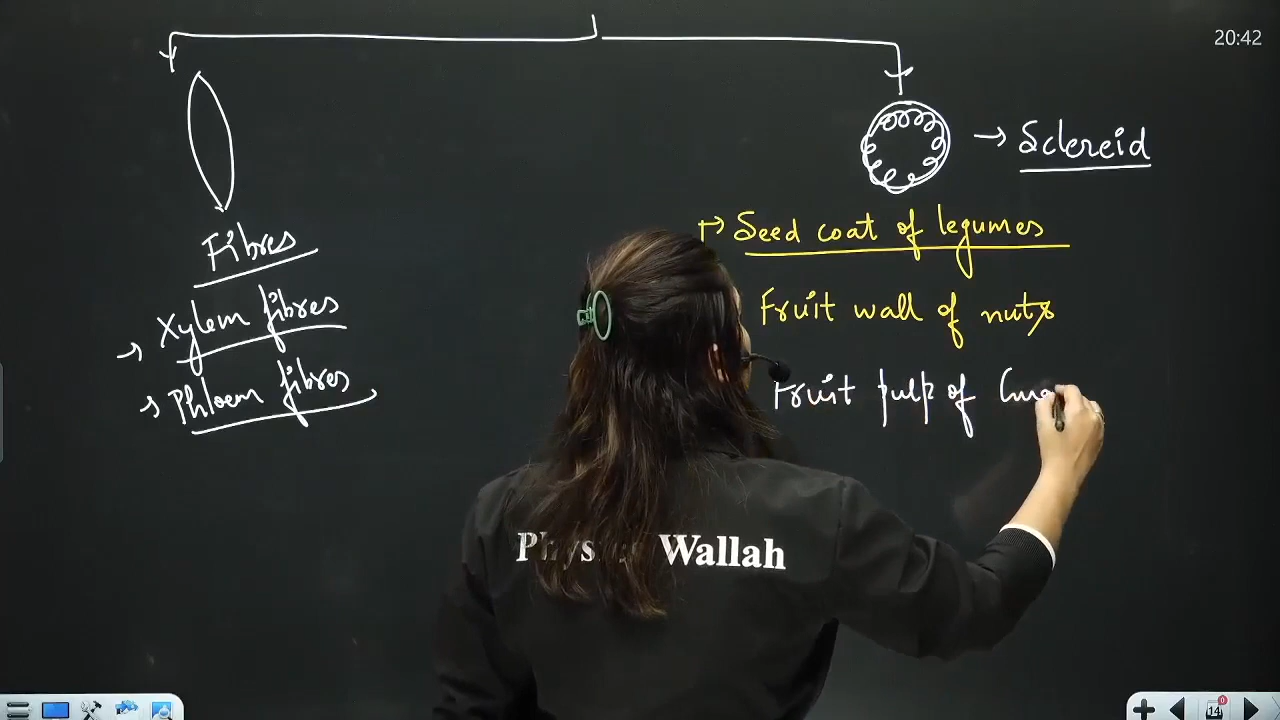 20:42
Sclereid
Seed coat of legumes
Fibres
Fruit wall of nuts
Xylem fibres
Phloem fibres
Fruit pulp of
Wallah
14